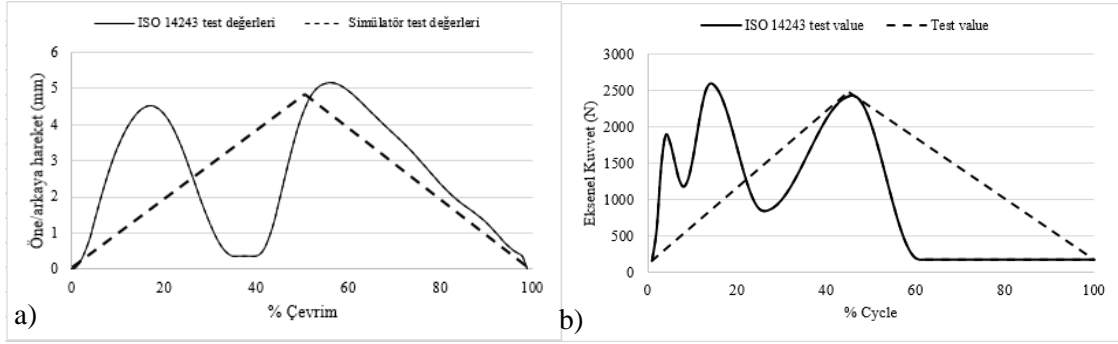 ISO 14243 test değerleri
Simülatör test değerleri
Öne/arkaya hareket (mm)
6
5
4
3
2
1
0
0 20 40 60 80 100
% Çevrim
a)
ISO 14243 test value
Test value
Eksenel Kuvvet (N)
3000
2500
2000
1500
1000
500
0
0 20 40 60 80 100
% Cycle
b)